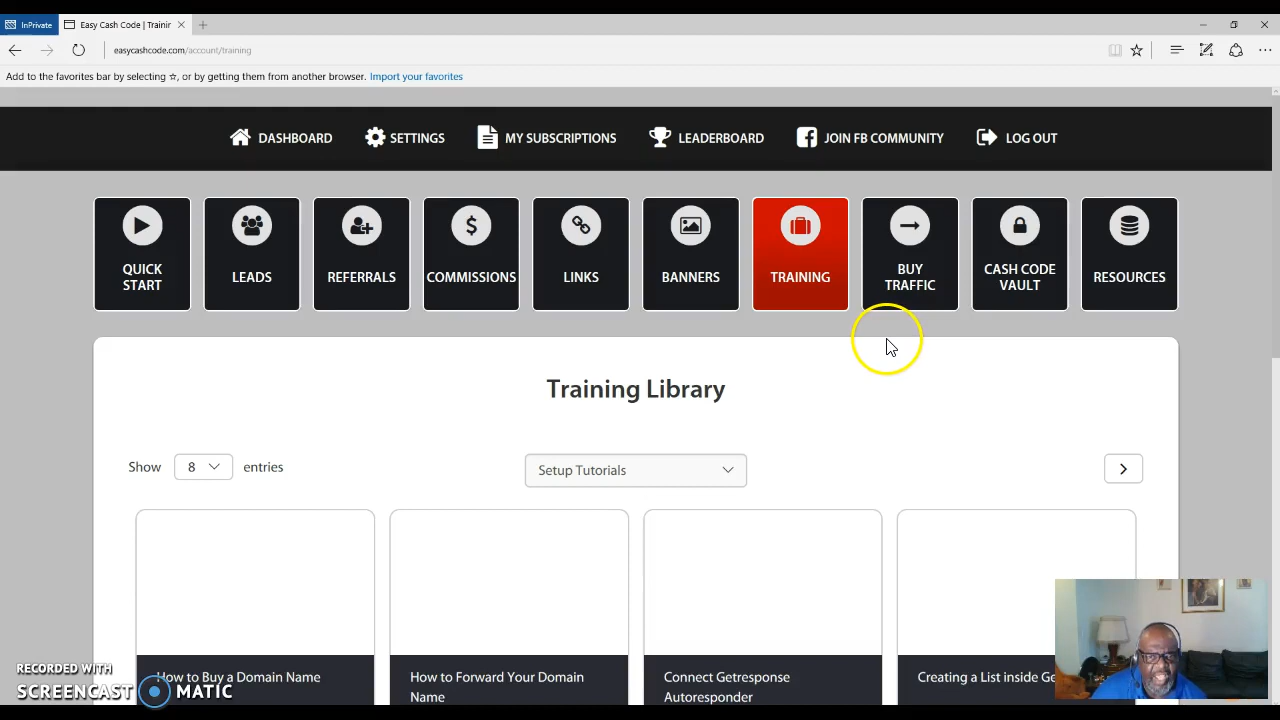 InPrivate
Easy Cash Code | Trainir
easycashcode.com/account/training
Add to the favorites bar by selecting ☆, or by getting them from another browser. Import your favorites
DASHBOARD
SETTINGS
MY SUBSCRIPTIONS
LEADERBOARD
JOIN FB COMMUNITY
LOG OUT
QUICK
START
LEADS
REFERRALS
COMMISSIONS
LINKS
BANNERS
TRAINING
BUY
TRAFFIC
CASH CODE
VAULT
RESOURCES
Training Library
Show 8 entries
Setup Tutorials
How to Buy a Domain Name
How to Forward Your Domain
Name
Connect Getresponse
Autoresponder
Creating a List inside Ge
RECORDED WITH
SCREENCAST MATIC